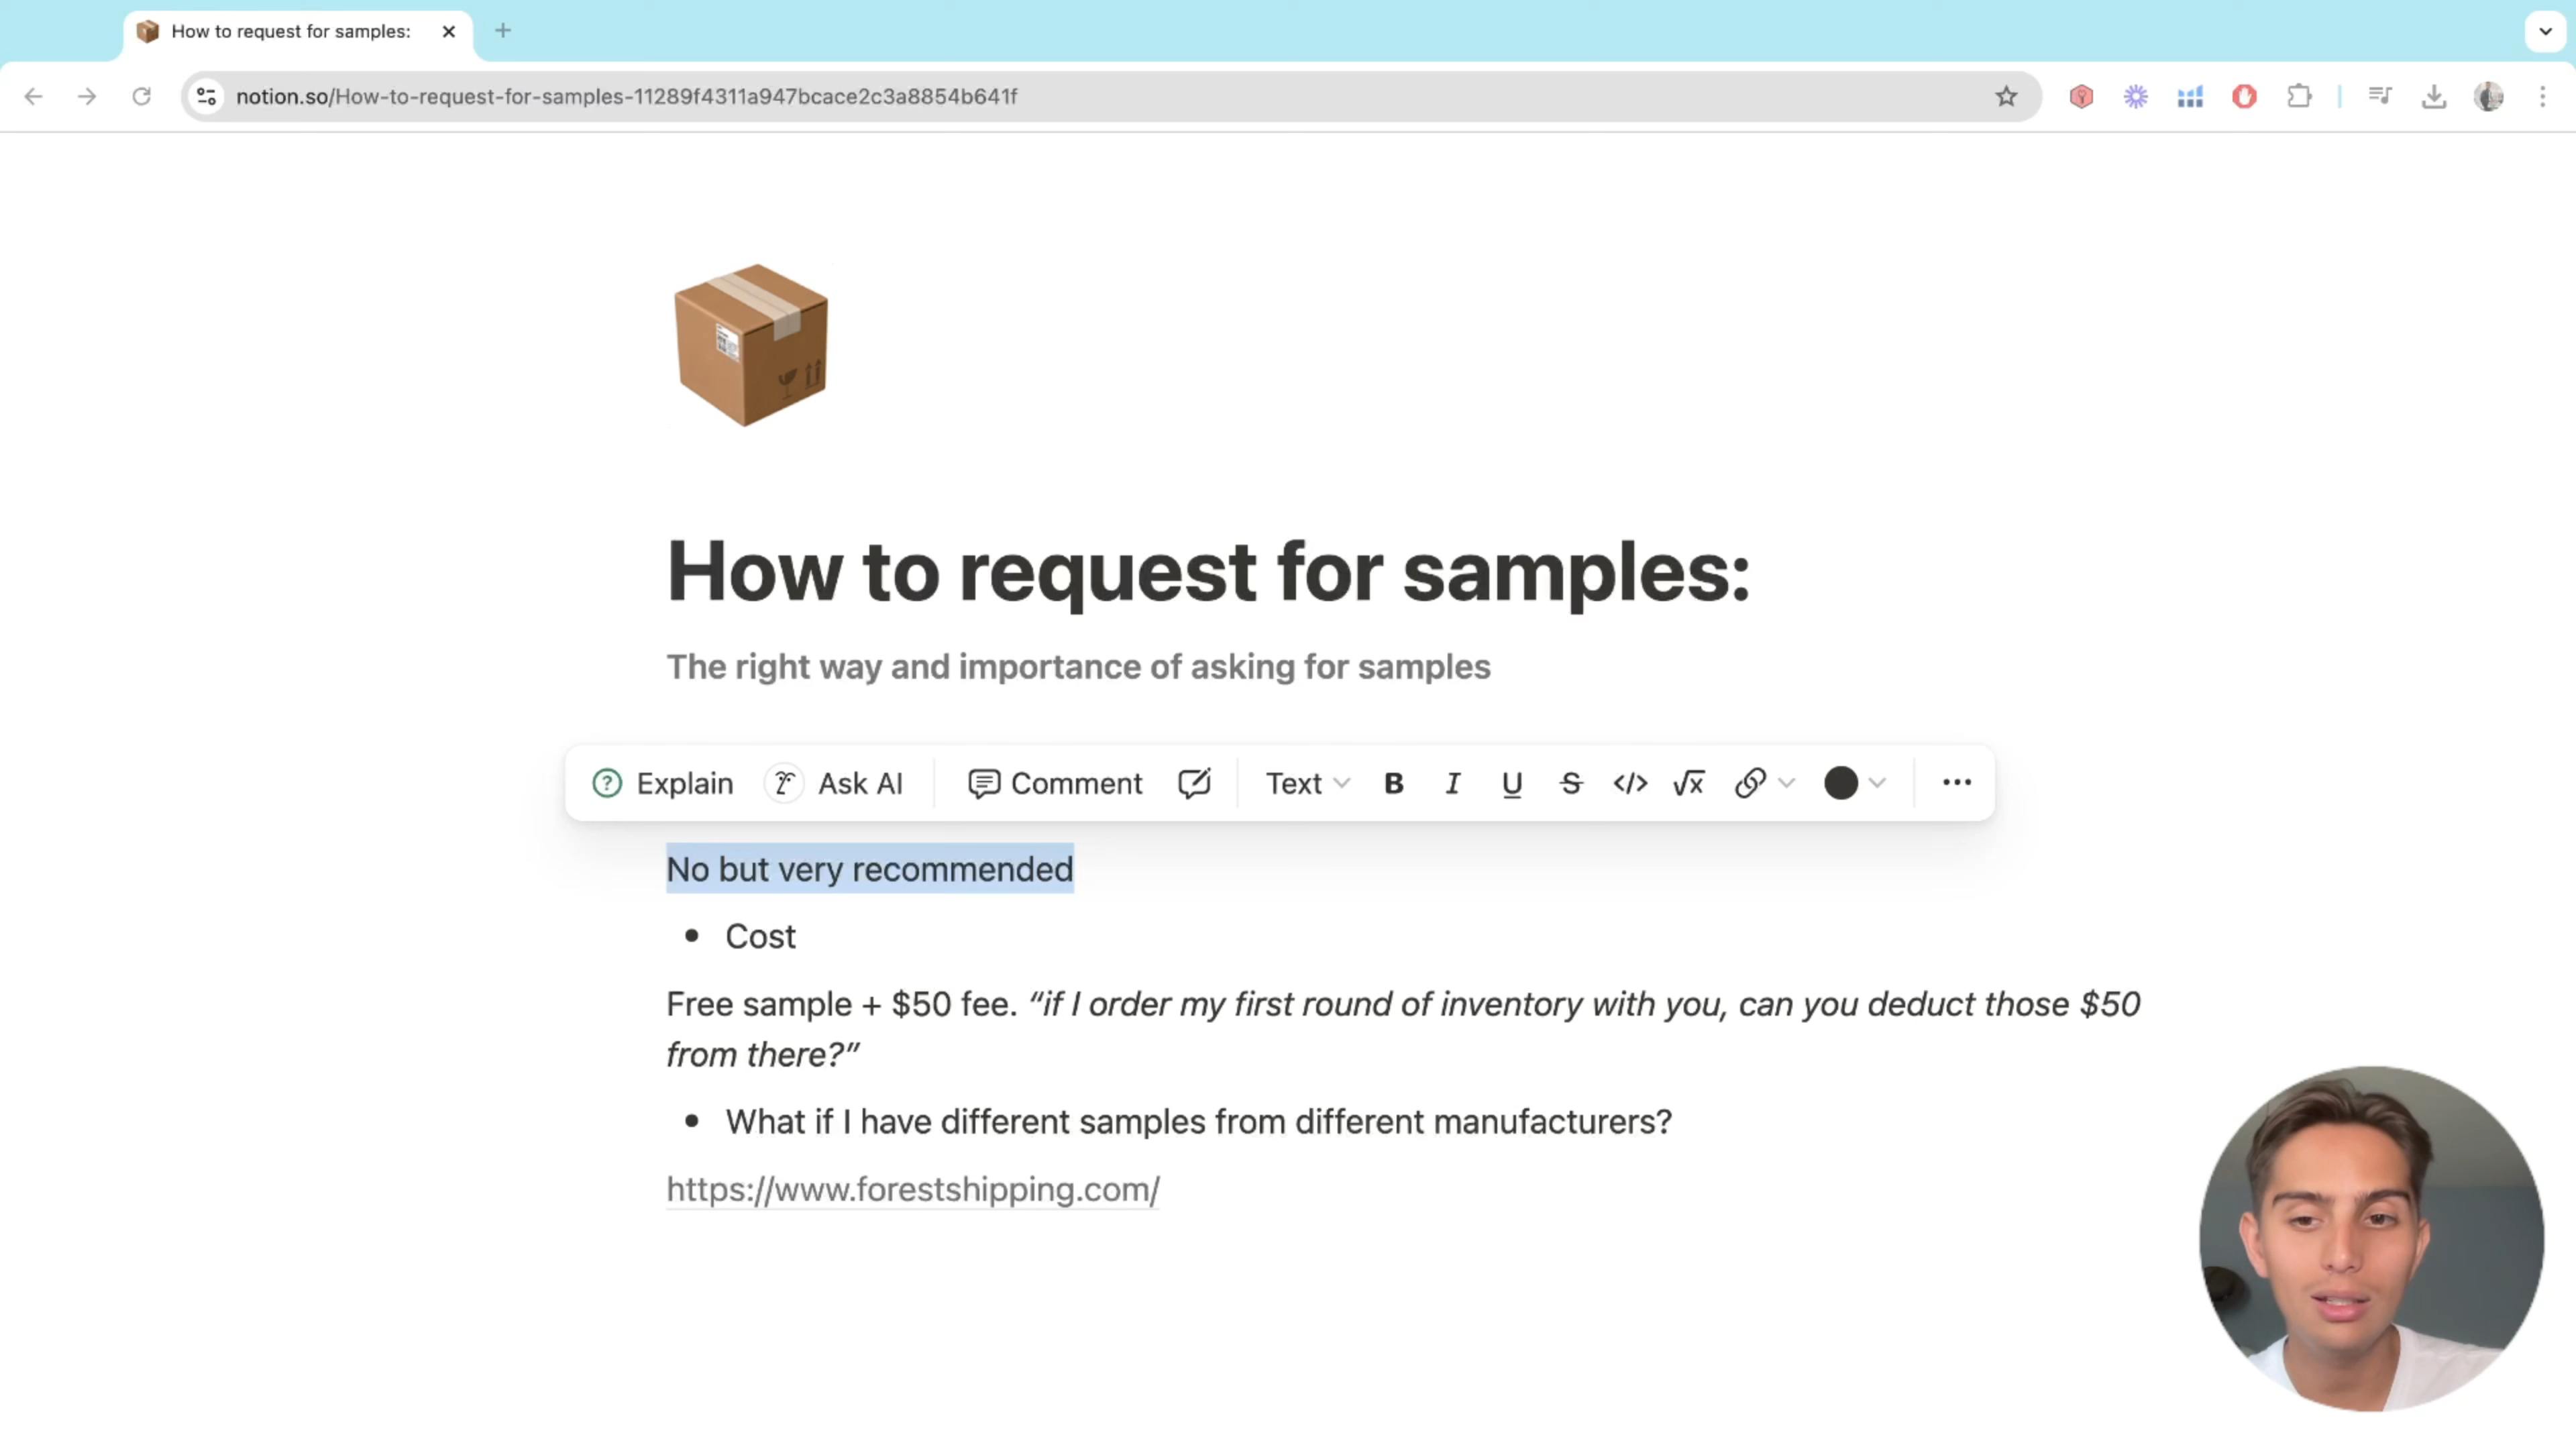 How to request for samples:
notion.so/How-to-request-for-samples-11289f4311a947bcace2c3a8854b641f
How to request for samples:
The right way and importance of asking for samples
Explain Ask AI Comment Text B I U S </> √x
No but very recommended
• Cost
Free sample + $50 fee. “if I order my first round of inventory with you, can you deduct those $50
from there?”
• What if I have different samples from different manufacturers?
https://www.forestshipping.com/